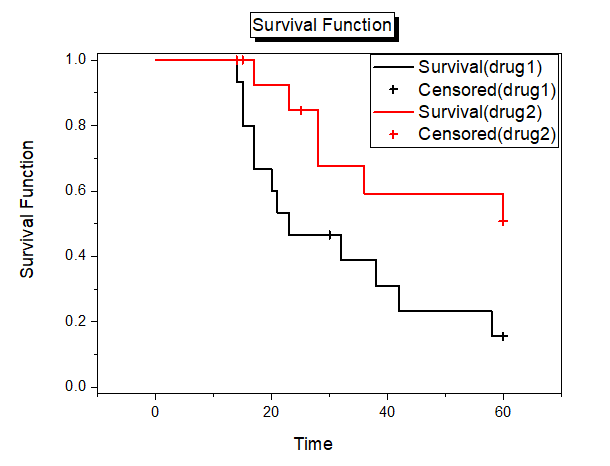 Survival Function
Survival(drug1)
Censored(drug1)
Survival(drug2)
Censored(drug2)
1.0
0.8
0.6
0.4
0.2
0.0
Survival Function
0 20 40 60
Time